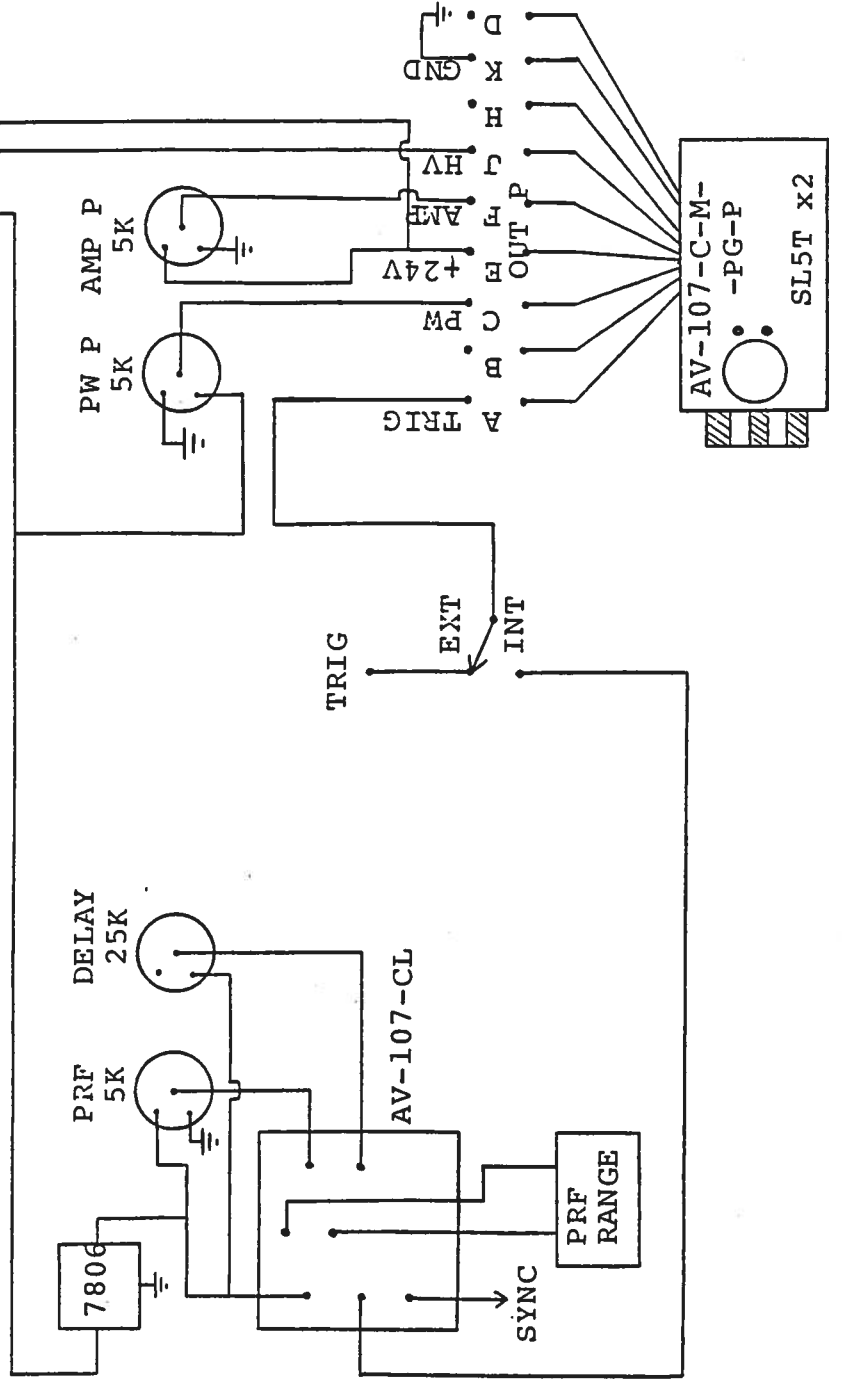 D
GND K
H
HV J
AMP F
OUT P
+24V E
PW C
B
TRIG A
AMP P
5K
PW P
5K
AV-107-C-M-
-PG-P
SL5T x2
TRIG
EXT
INT
DELAY
25K
PRF
5K
AV-107-CL
7806
PRF
RANGE
SYNC